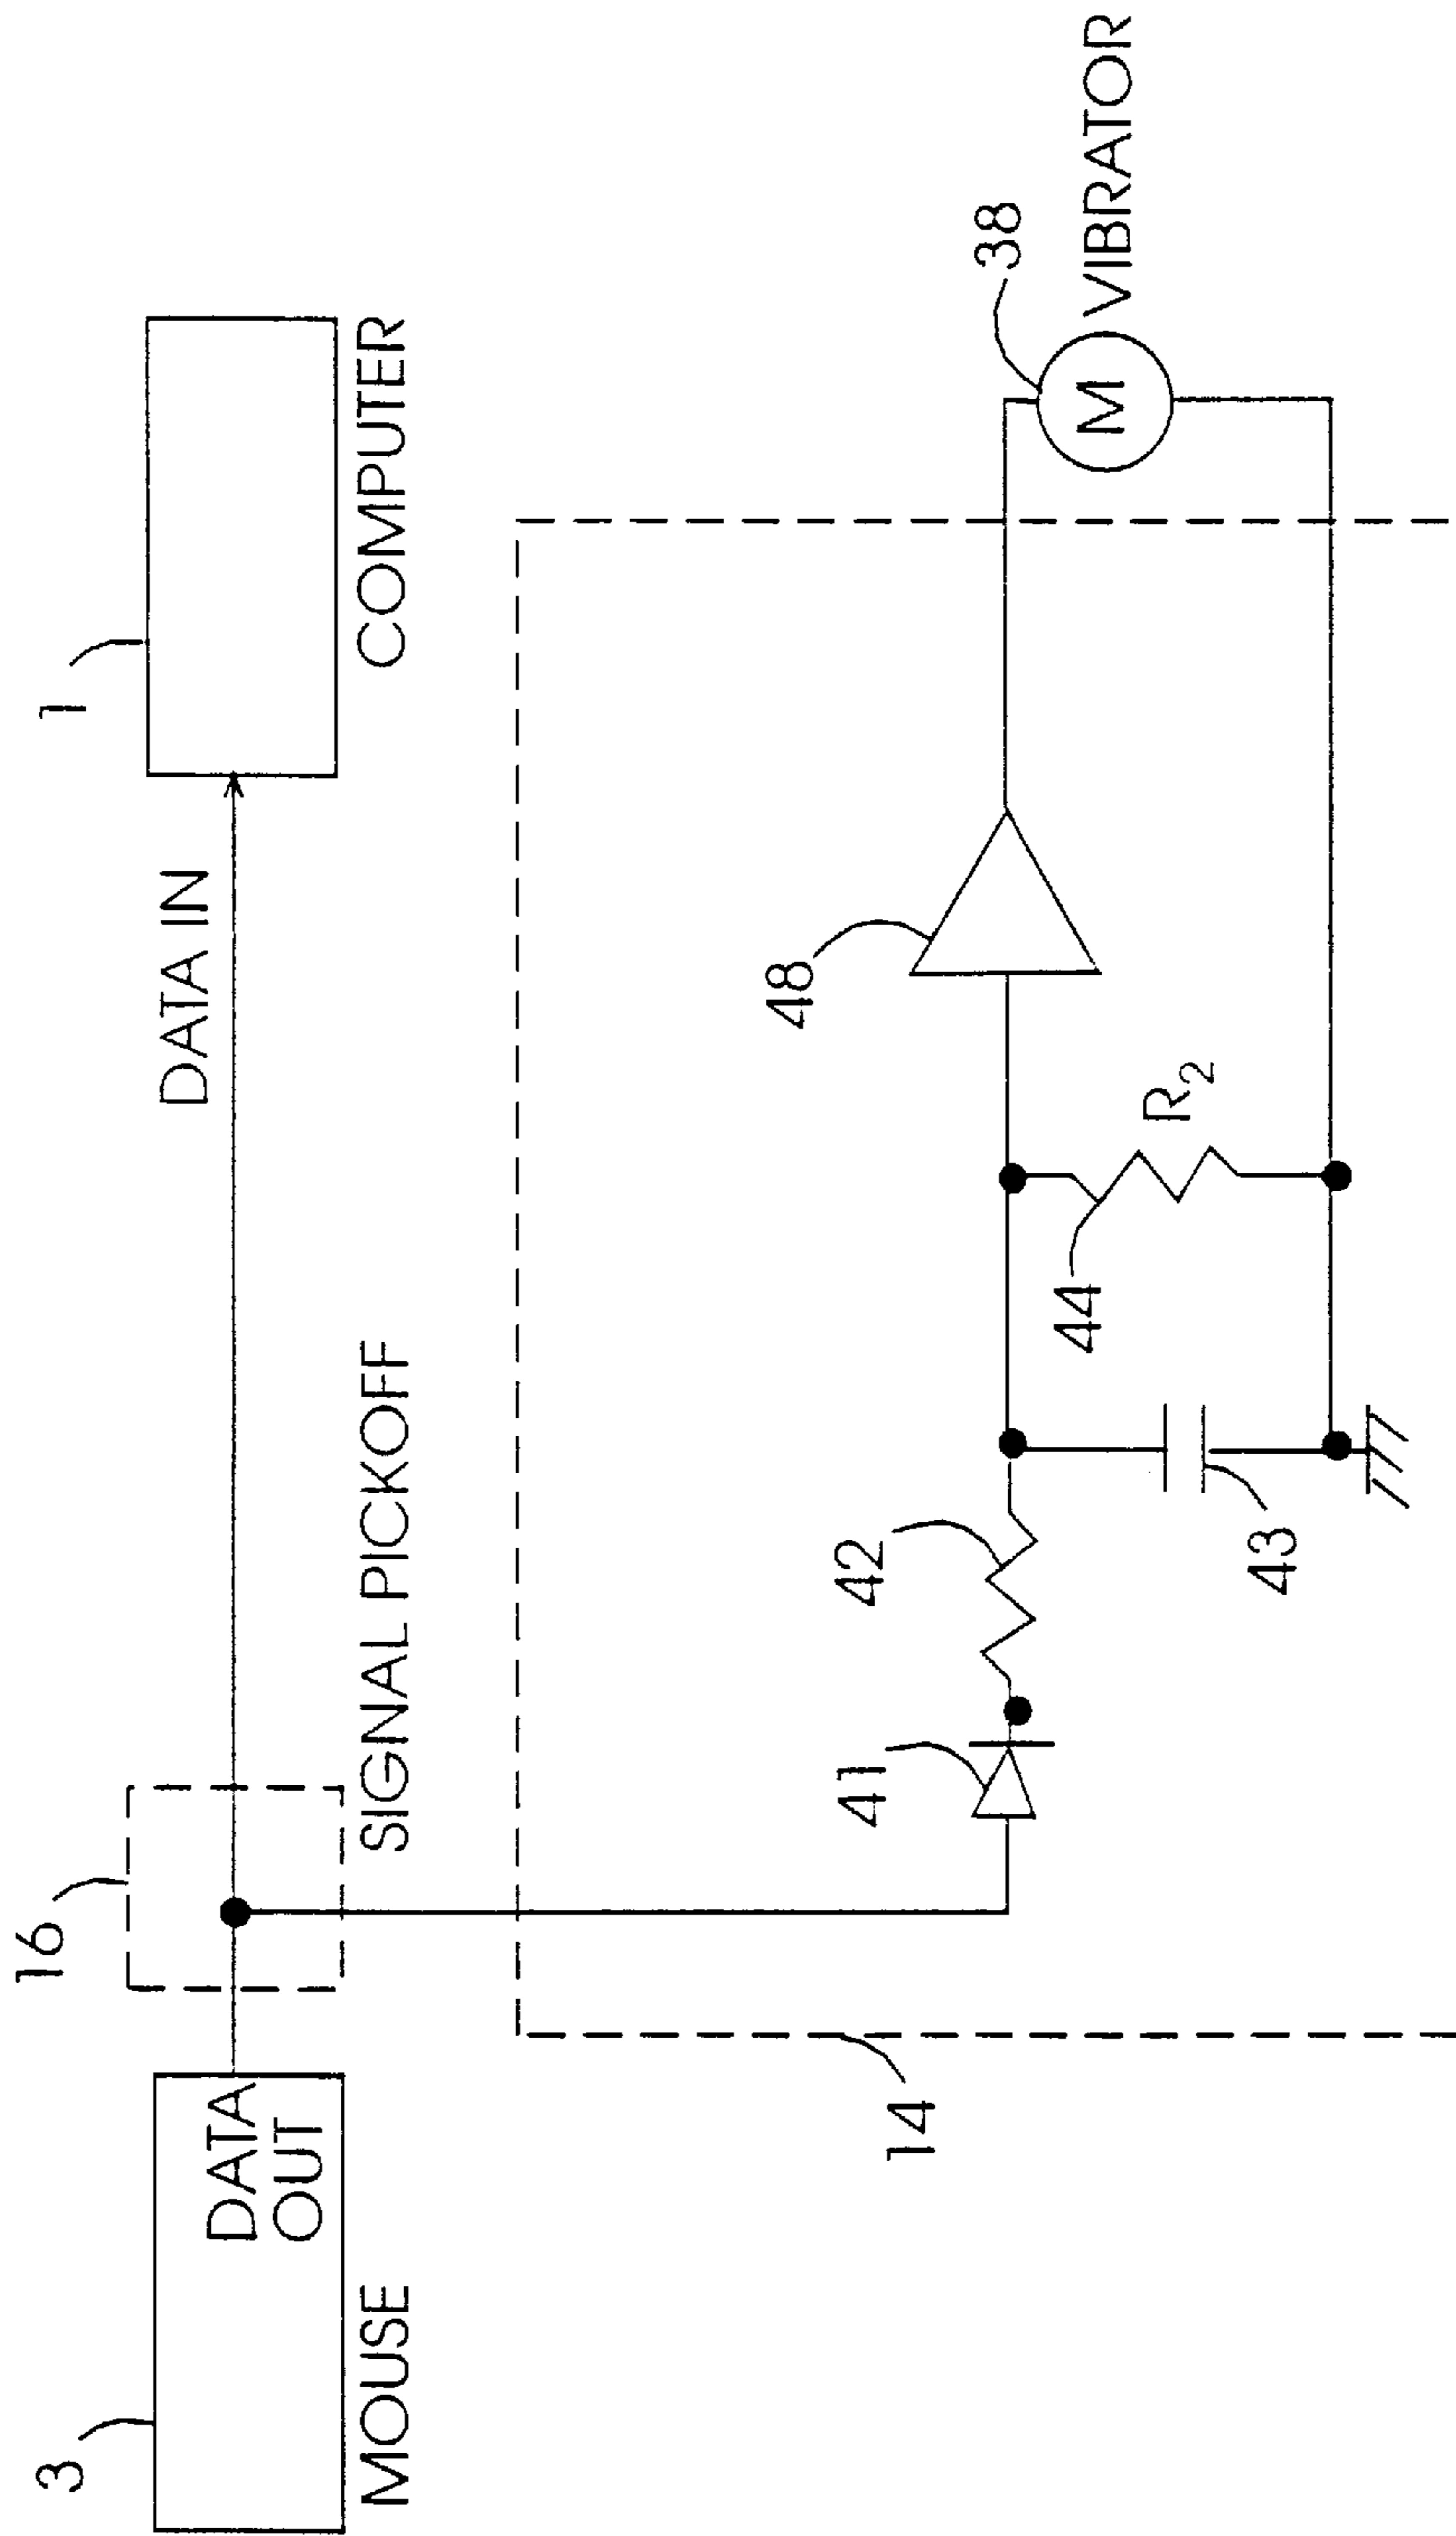 3
16
1
DATA
OUT
DATA IN
MOUSE
SIGNAL PICKOFF
COMPUTER
14
41
42
48
38
VIBRATOR
44
R2
43
M